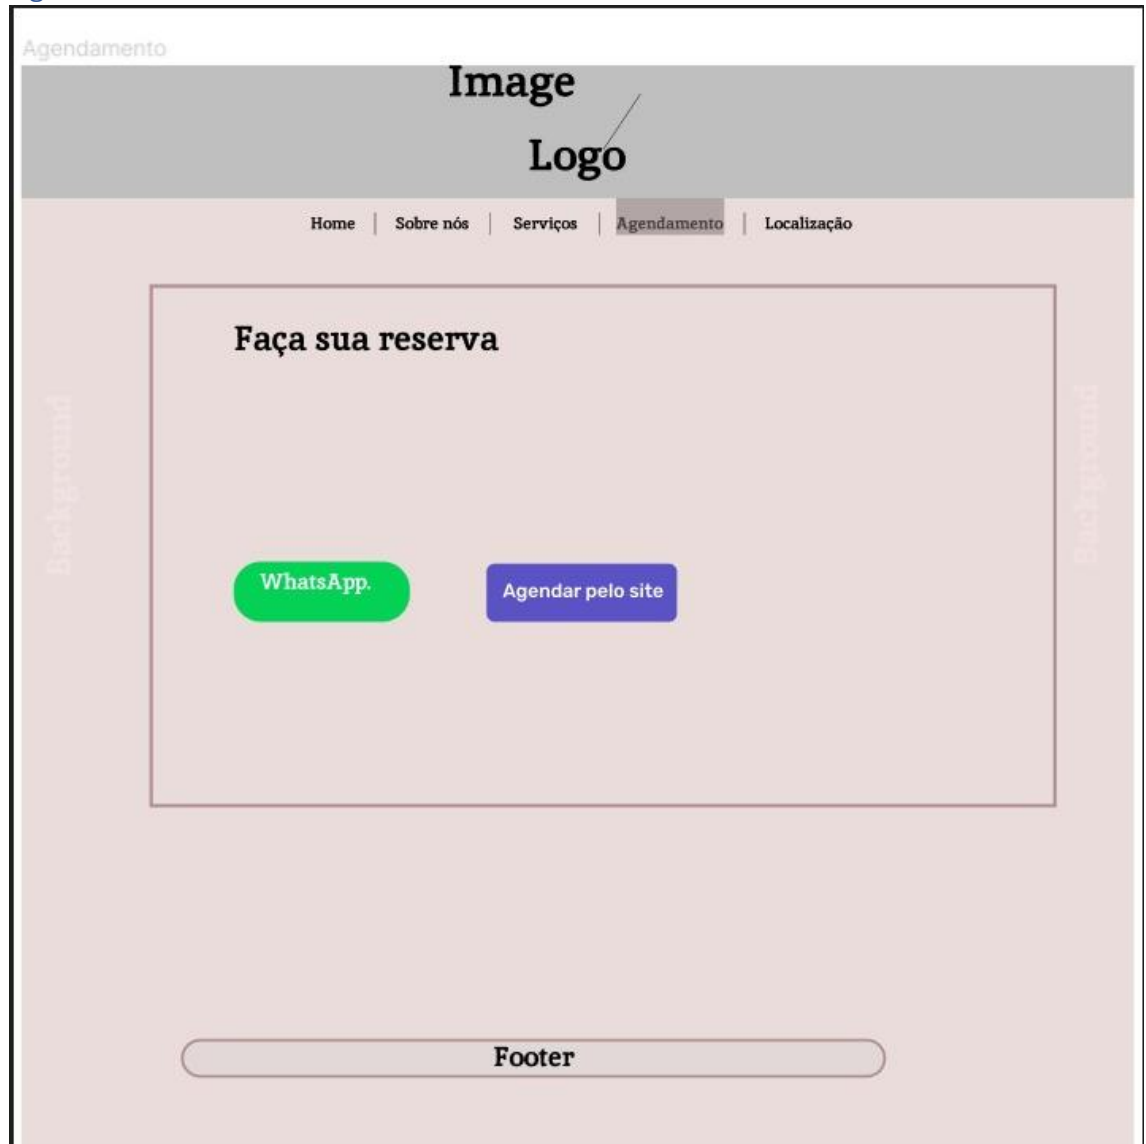 Agendamento
Image
Logo
Home | Sobre nós | Serviços | Agendamento | Localização
Faça sua reserva
Background
Background
WhatsApp.
Agendar pelo site
Footer